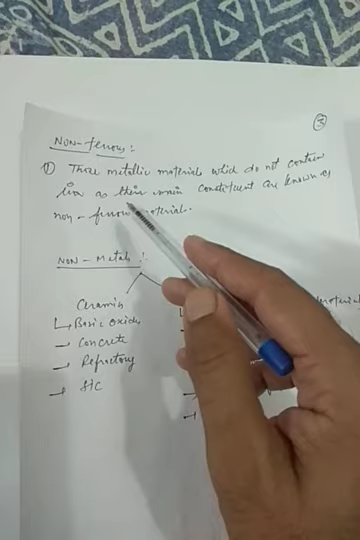 3
Non-ferrous:
1) Those metallic materials which do not contain
iron as their main constituent are known as
non-ferrous material.
Non-Metals:
Ceramics
Basic oxides
Concrete
Refractory
SiC